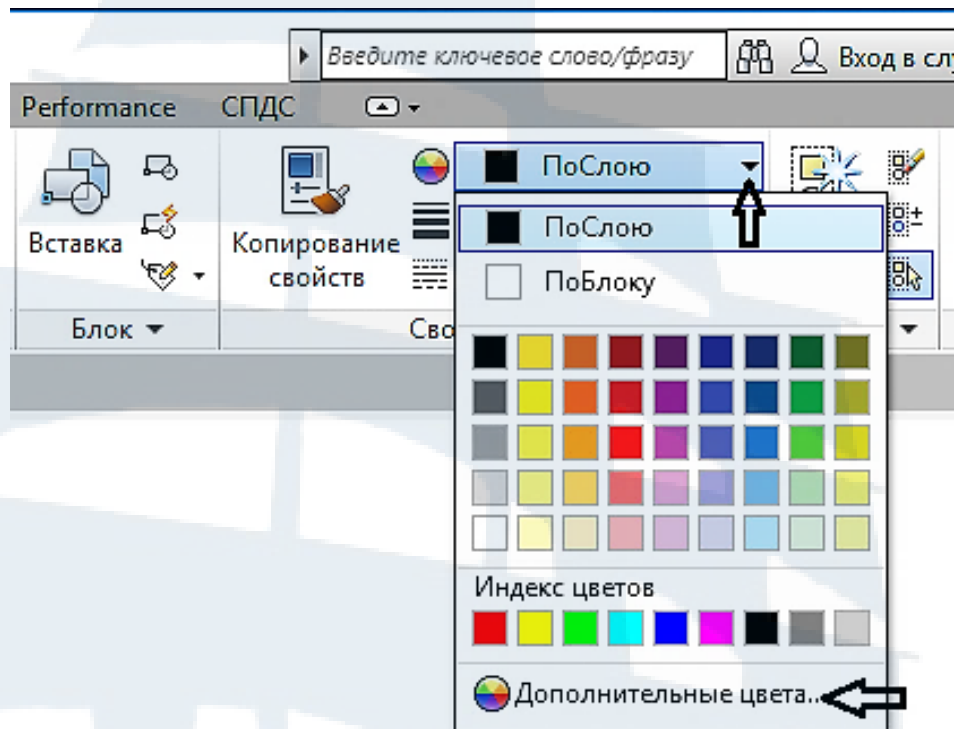 Введите ключевое слово/фразу
Вход в слу
Performance СПДС
ПоСлою
Вставка
Копирование
свойств
ПоСлою
ПоБлоку
Блок
Сво
Индекс цветов
Дополнительные цвета..